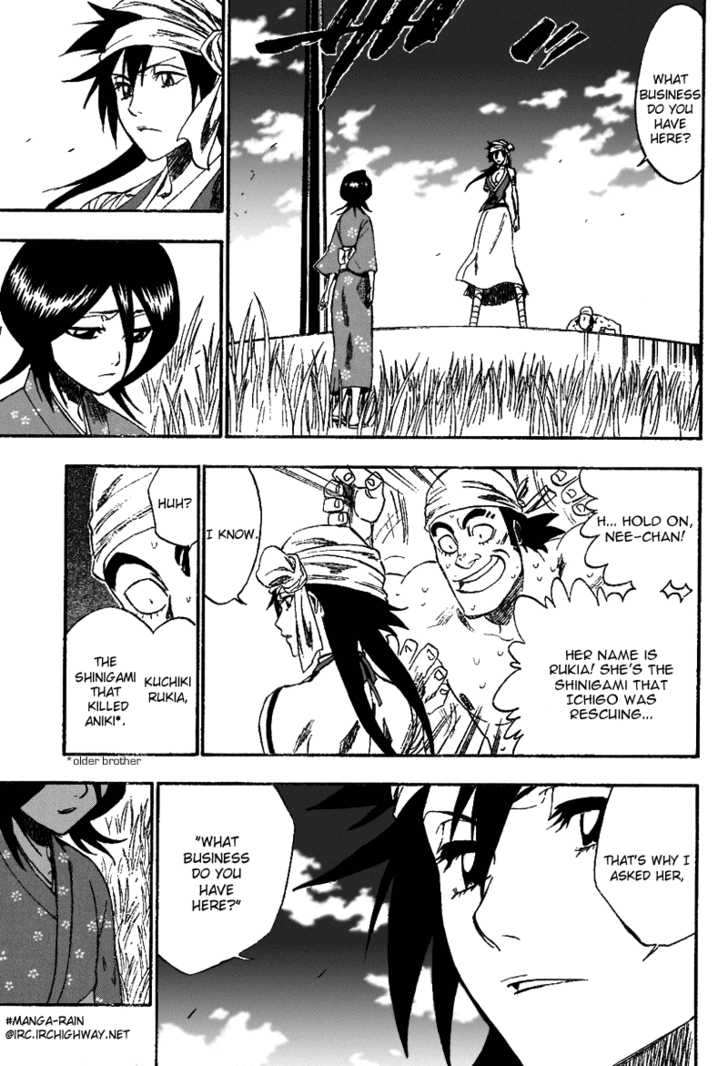 WHAT
BUSINESS
DO YOU
HAVE
HERE?
H... HOLD ON,
NEE-CHAN!
HER NAME IS
RUKIA! SHE'S THE
SHINIGAMI THAT
ICHIGO WAS
RESCUING...
I KNOW.
HUH?
KUCHIKI
RUKIA,
THE
SHINIGAMI
THAT
KILLED
ANIKI*.
*older brother
THAT'S WHY I
ASKED HER,
"WHAT
BUSINESS
DO YOU
HAVE
HERE?"
#MANGA-RAIN
@IRC.IRCHIGHWAY.NET